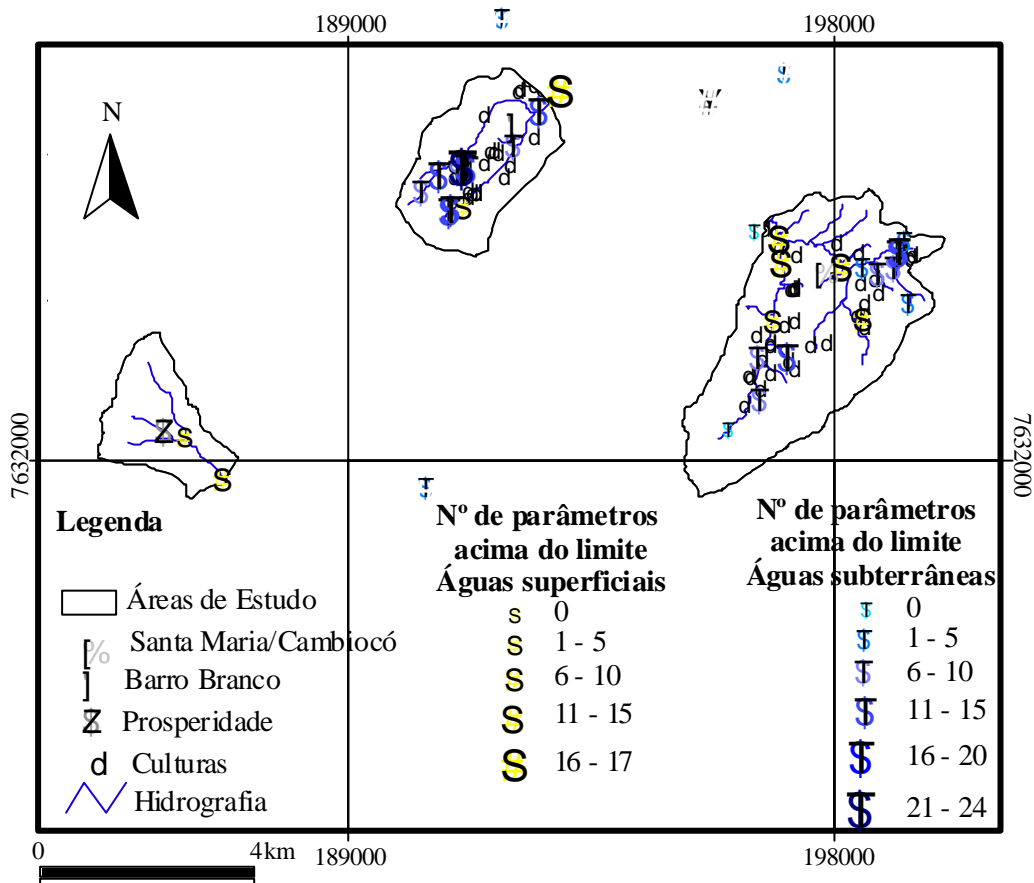 189000 198000
N
7632000 7632000
Legenda
Áreas de Estudo
Santa Maria/Cambiocó
Barro Branco
Prosperidade
Culturas
Hidrografia
Nº de parâmetros
acima do limite
Águas superficiais
0
1 - 5
6 - 10
11 - 15
16 - 17
Nº de parâmetros
acima do limite
Águas subterrâneas
0
1 - 5
6 - 10
11 - 15
16 - 20
21 - 24
0 4km
189000 198000